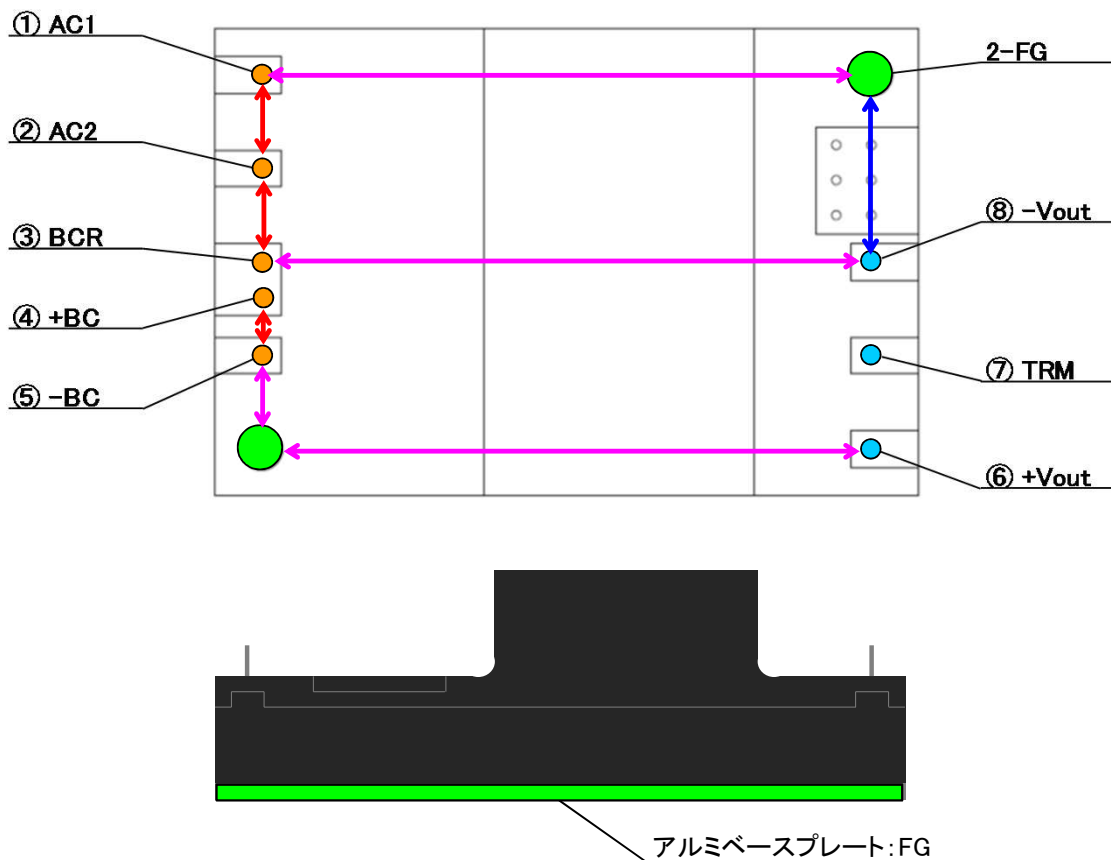 ① AC1
② AC2
③ BCR
④ +BC
⑤ -BC
2-FG
⑧ -Vout
⑦ TRM
⑥ +Vout
アルミベースプレート:FG